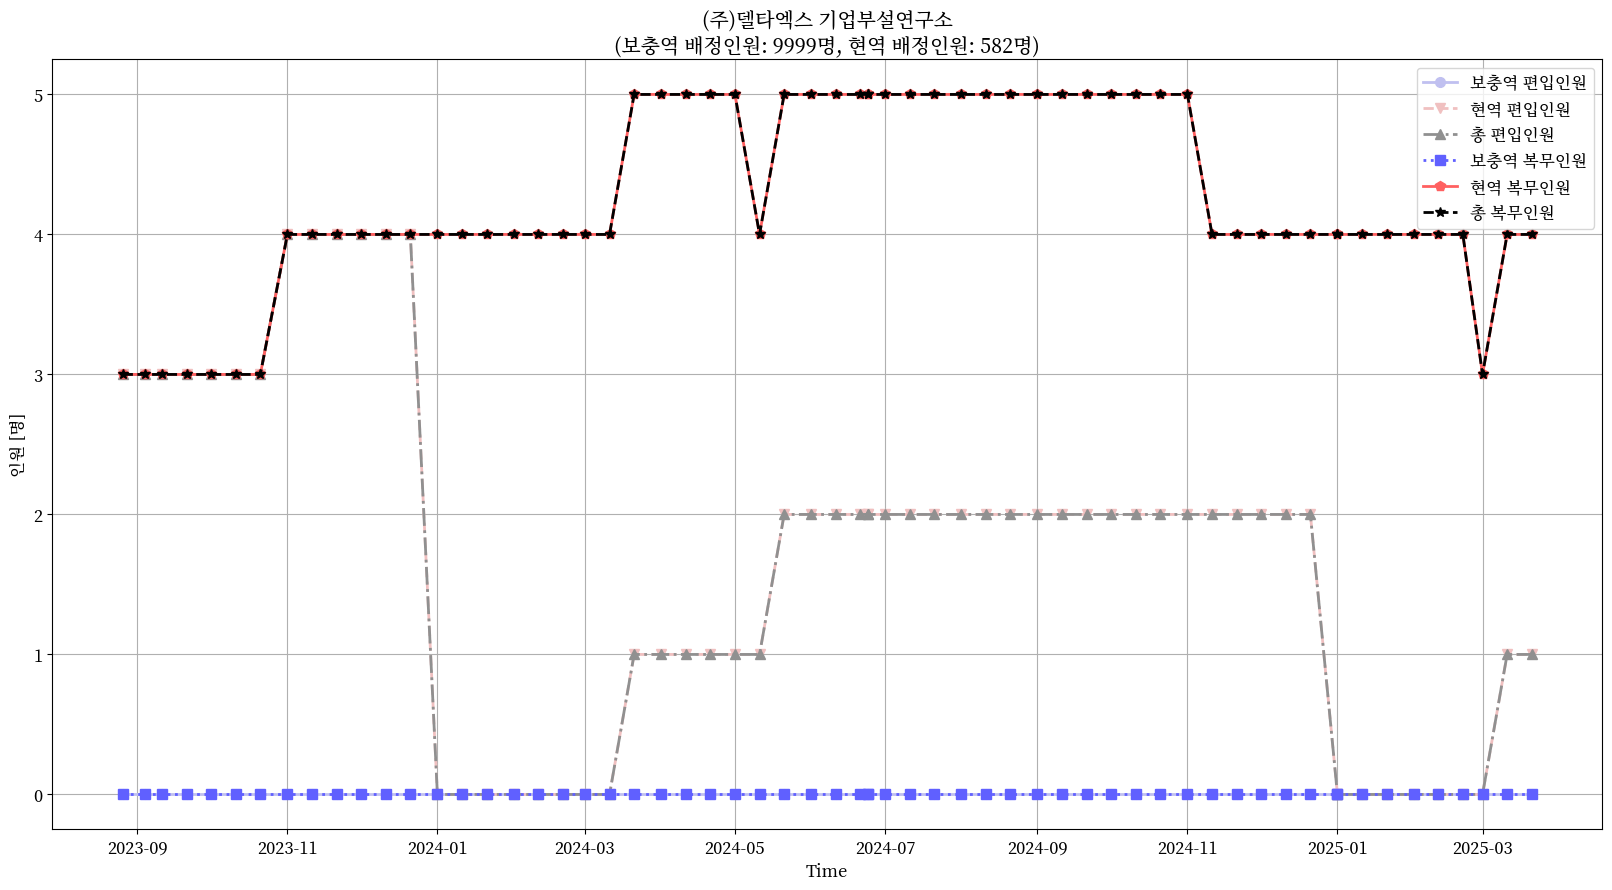 (주)델타엑스 기업부설연구소
(보충역 배정인원: 9999명, 현역 배정인원: 582명)
보충역 편입인원
현역 편입인원
총 편입인원
보충역 복무인원
현역 복무인원
총 복무인원
인원 [명]
5
4
3
2
1
0
2023-09 2023-11 2024-01 2024-03 2024-05 2024-07 2024-09 2024-11 2025-01 2025-03
Time